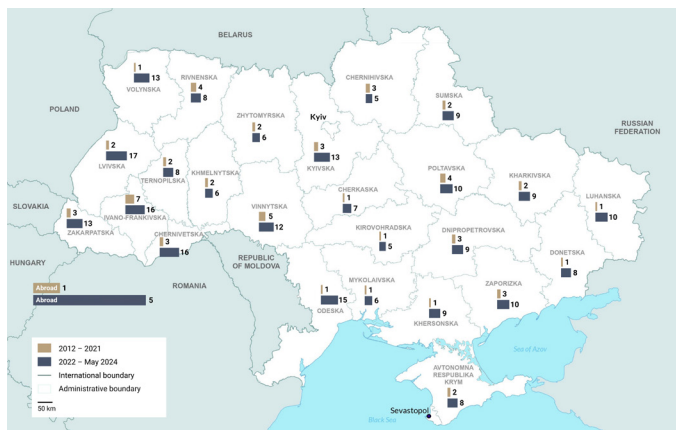 BELARUS
1
13
VOLYNSKA
RIVNENSKA
4
8
CHERNIHIVSKA
3
5
SUMSKA
2
9
POLAND
ZHYTOMYRSKA
2
6
Kyiv
3
13
KYIVSKA
RUSSIAN
FEDERATION
2
17
LVIVSKA
2
8
TERNOPILSKA
KHMELNYTSKA
2
6
POLTAVSKA
4
10
KHARKIVSKA
2
9
CHERKASKA
1
7
LUHANSKA
1
10
SLOVAKIA
3
13
ZAKARPATSKA
7
16
IVANO-FRANKIVSKA
VINNYTSKA
5
12
CHERNIVETSKA
3
16
KIROVOHRADSKA
1
5
DNIPROPETROVSKA
3
9
DONETSKA
1
8
HUNGARY
REPUBLIC
OF MOLDOVA
ROMANIA
Abroad 1
Abroad 5
1
15
ODESKA
MYKOLAIVSKA
1
6
ZAPORIZKA
3
10
1
9
KHERSONSKA
Sea of Azov
2012 – 2021
2022 – May 2024
International boundary
Administrative boundary
50 km
AVTONOMNA
RESPUBLIKA
KRYM
2
8
Sevastopol
Black Sea